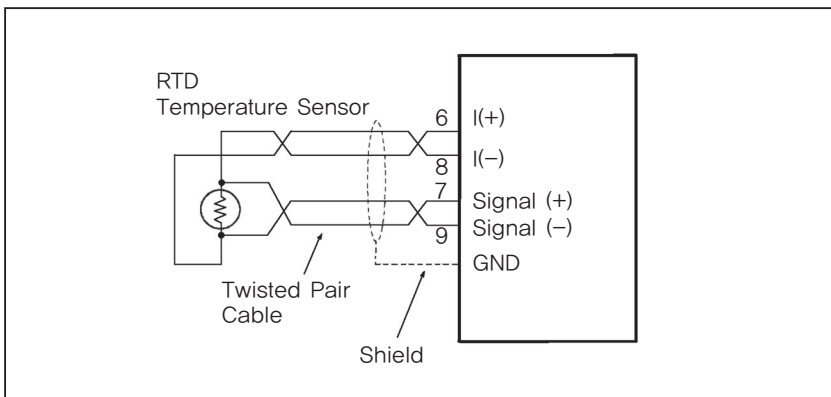 RTD
Temperature Sensor
6
I(+)
8
I(−)
7
Signal (+)
9
Signal (−)
GND
Twisted Pair
Cable
Shield